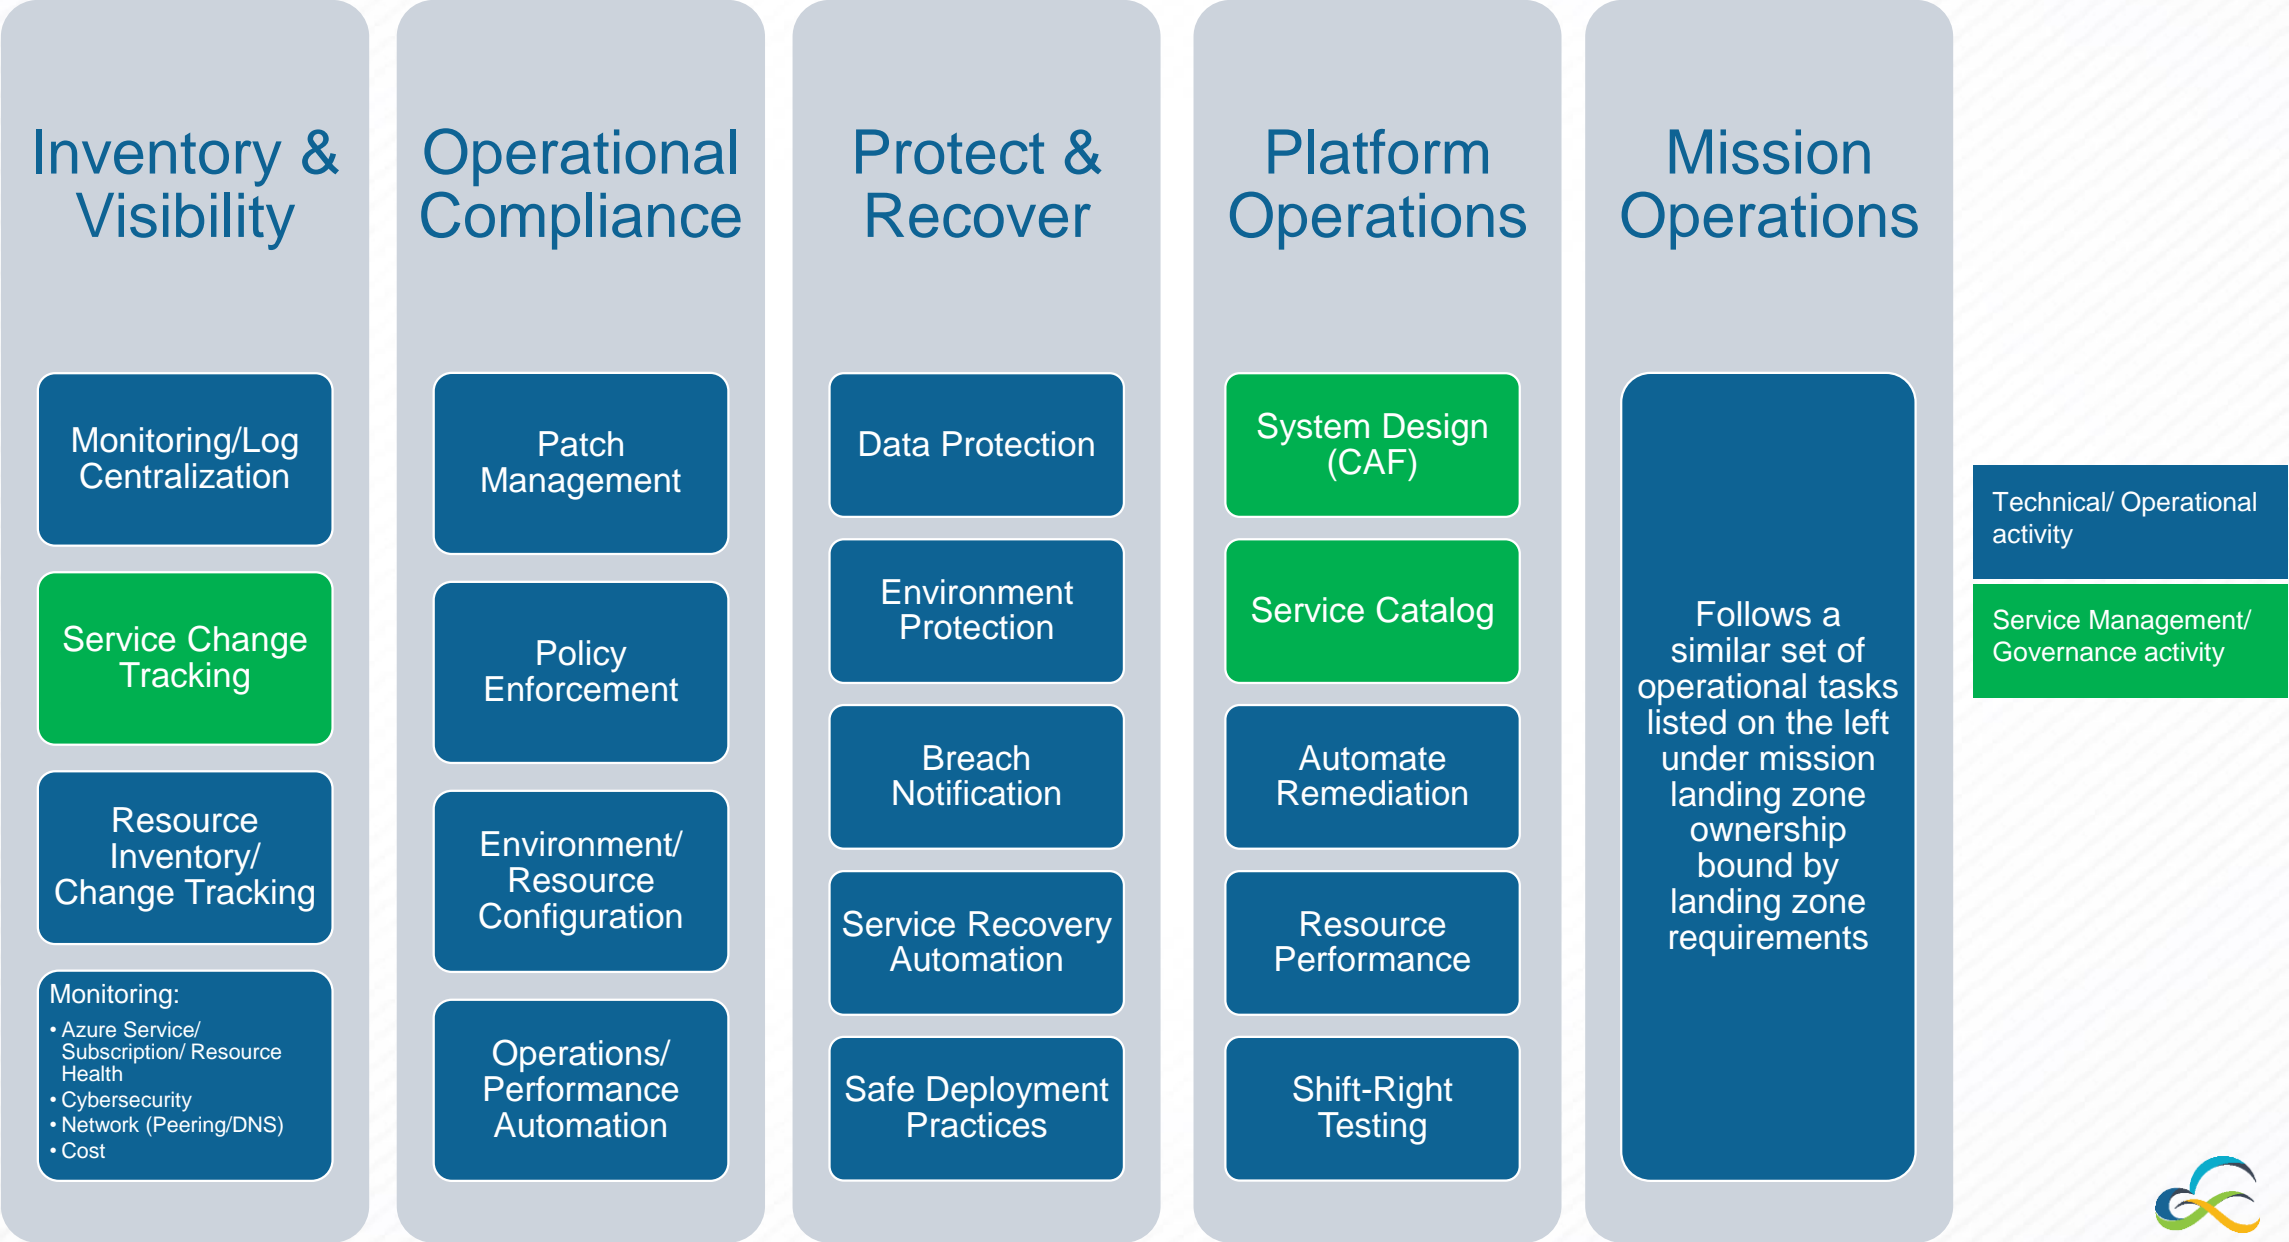 Inventory &
Visibility
Monitoring/Log
Centralization
Service Change
Tracking
Resource
Inventory/
Change Tracking
Monitoring:
• Azure Service/
Subscription/ Resource
Health
• Cybersecurity
• Network (Peering/DNS)
• Cost
Operational
Compliance
Patch
Management
Policy
Enforcement
Environment/
Resource
Configuration
Operations/
Performance
Automation
Protect &
Recover
Data Protection
Environment
Protection
Breach
Notification
Service Recovery
Automation
Safe Deployment
Practices
Platform
Operations
System Design
(CAF)
Service Catalog
Automate
Remediation
Resource
Performance
Shift-Right
Testing
Mission
Operations
Follows a
similar set of
operational tasks
listed on the left
under mission
landing zone
ownership
bound by
landing zone
requirements
Technical/ Operational
activity
Service Management/
Governance activity